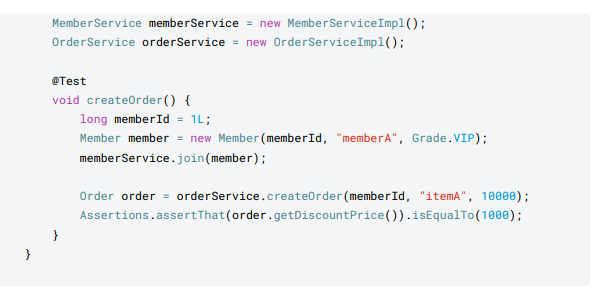 MemberService memberService = new MemberServiceImpl();
OrderService orderService = new OrderServiceImpl();
@Test
void createOrder() {
long memberId = 1L;
Member member = new Member(memberId, "memberA", Grade.VIP);
memberService.join(member);
Order order = orderService.createOrder(memberId, "itemA", 10000);
Assertions.assertThat(order.getDiscountPrice()).isEqualTo(1000);
}
}